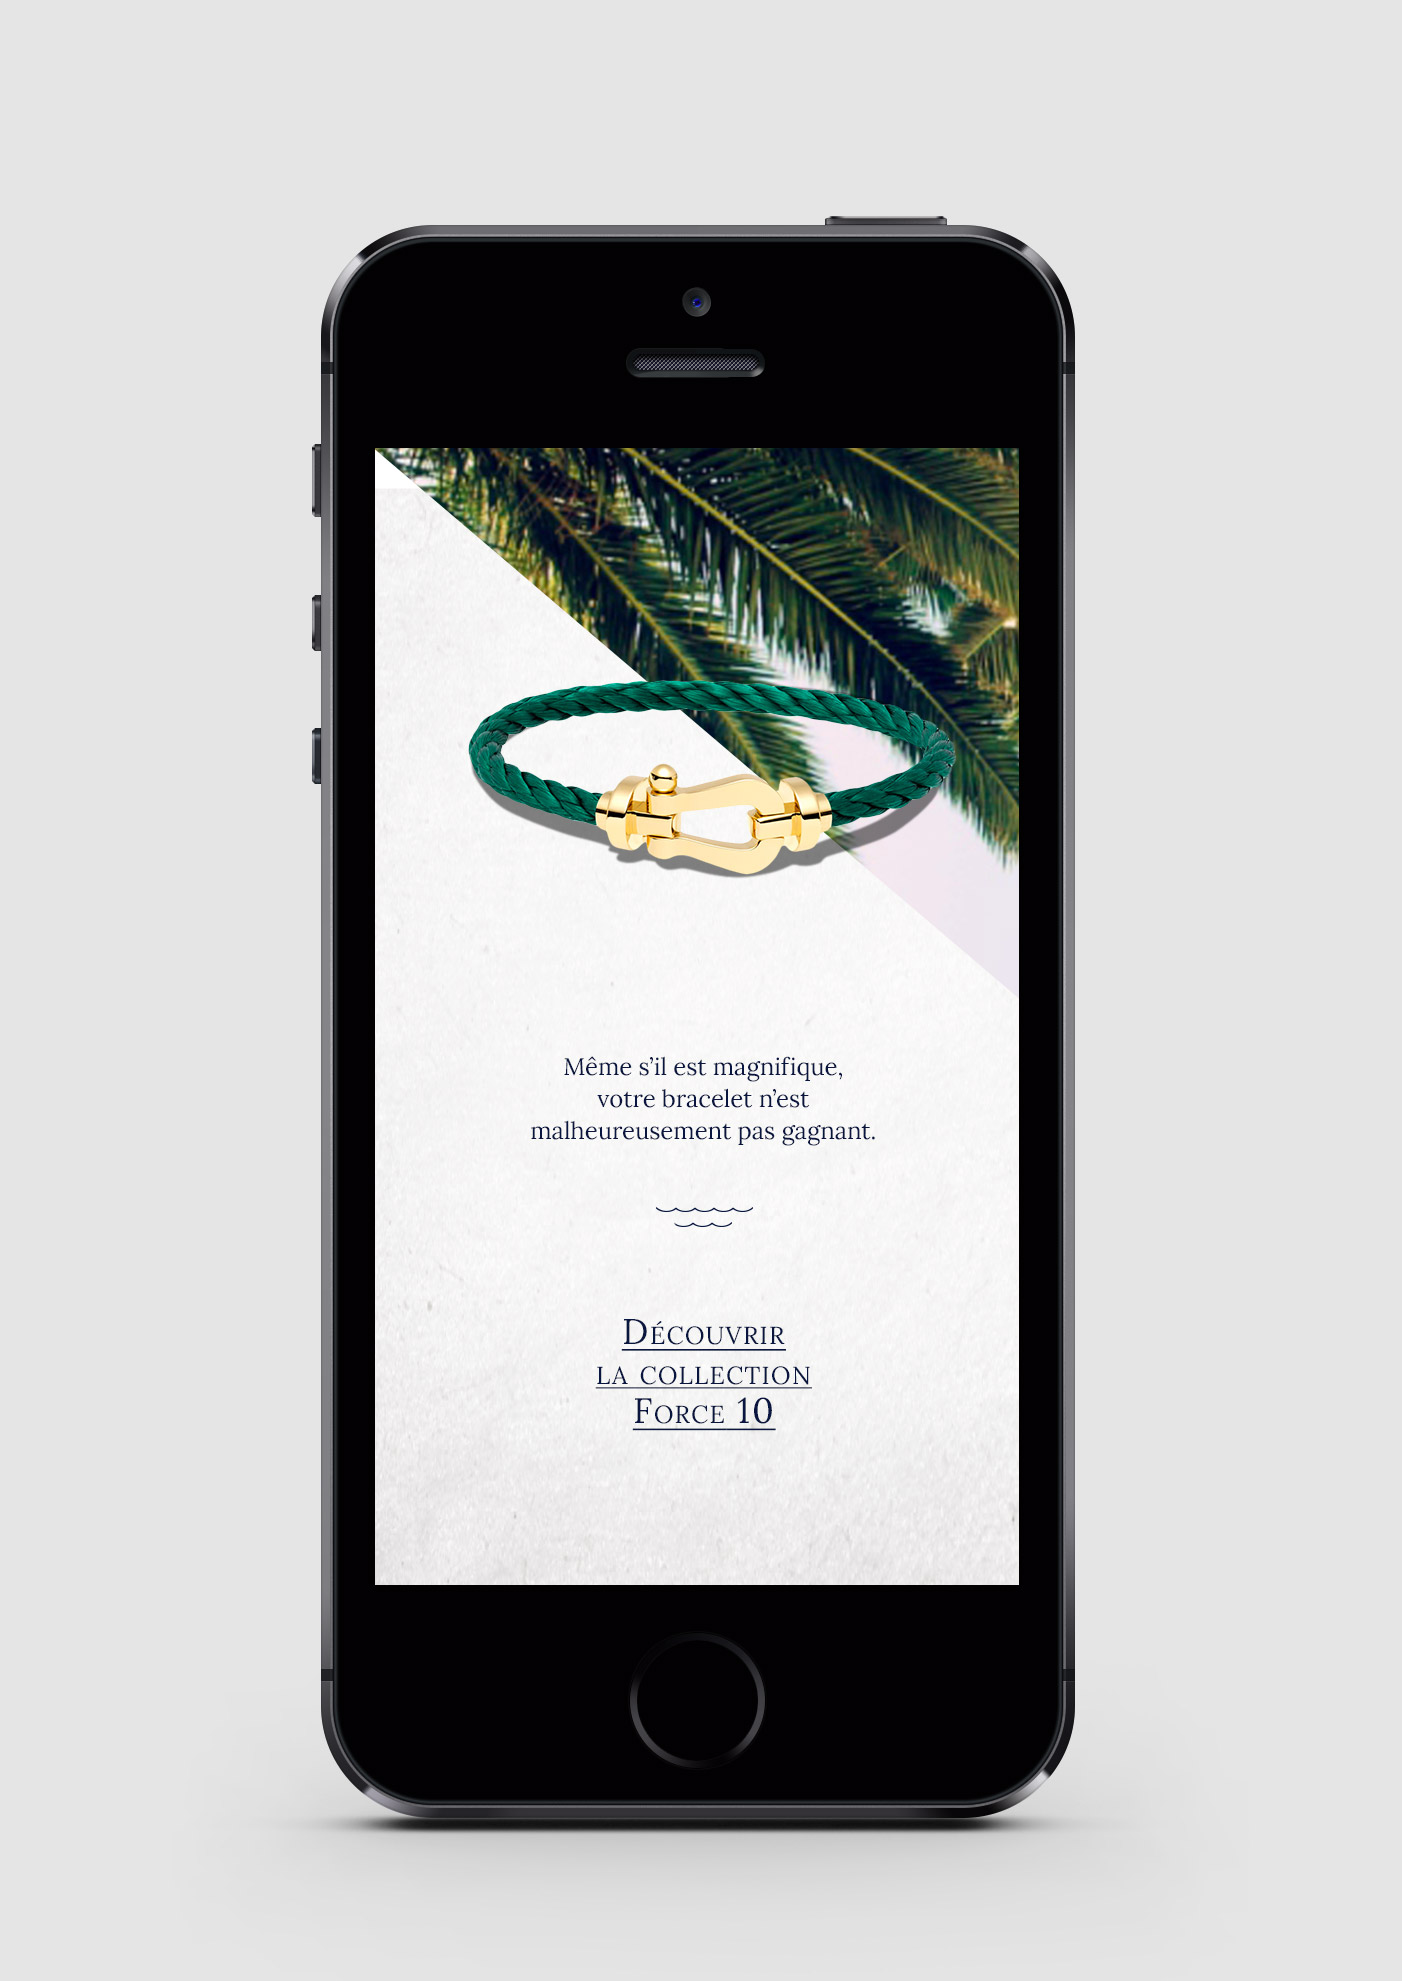 Même s’il est magnifique,
votre bracelet n’est
malheureusement pas gagnant.
Découvrir
la collection
Force 10